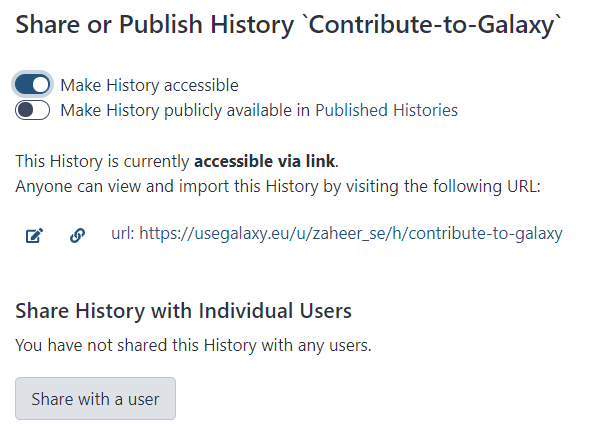 Share or Publish History `Contribute-to-Galaxy`
Make History accessible
Make History publicly available in Published Histories
This History is currently accessible via link.
Anyone can view and import this History by visiting the following URL:
url: https://usegalaxy.eu/u/zaheer_se/h/contribute-to-galaxy
Share History with Individual Users
You have not shared this History with any users.
Share with a user